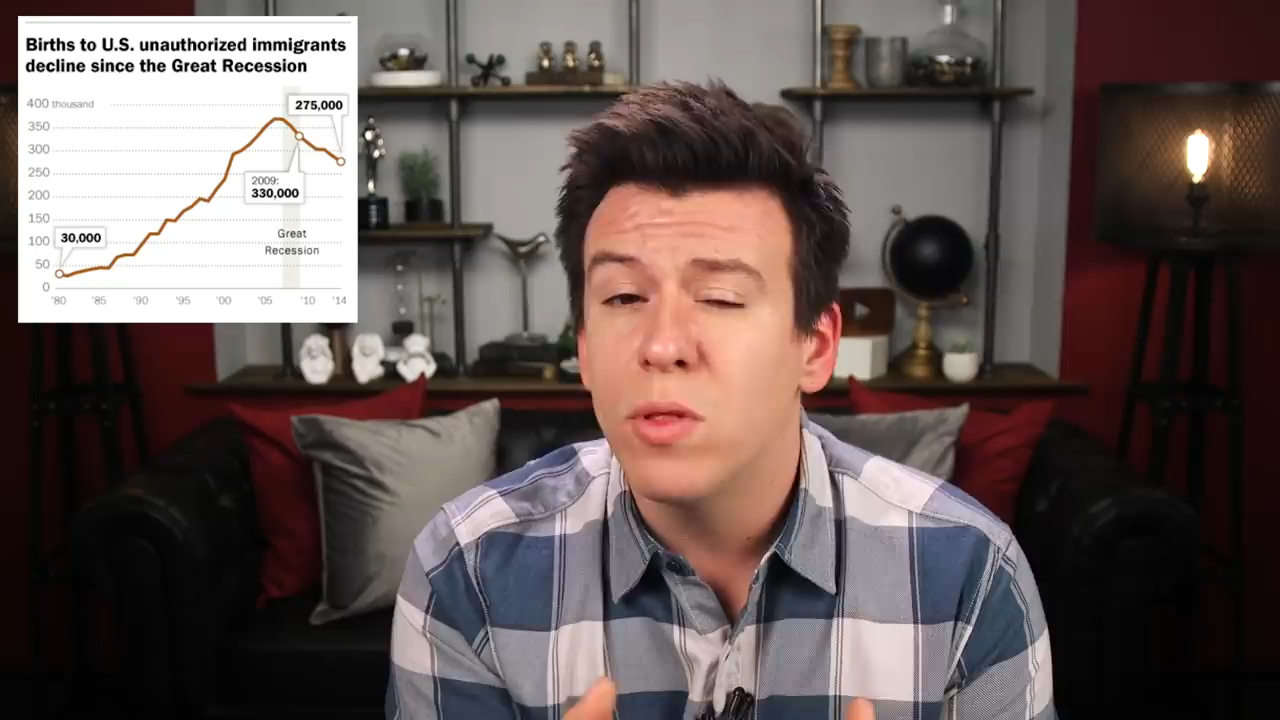 Births to U.S. unauthorized immigrants
decline since the Great Recession
400 thousand
275,000
350
300
250
2009:
330,000
200
150
30,000
Great
Recession
100
50
0
'80 '85 '90 '95 '00 '05 '10 '14